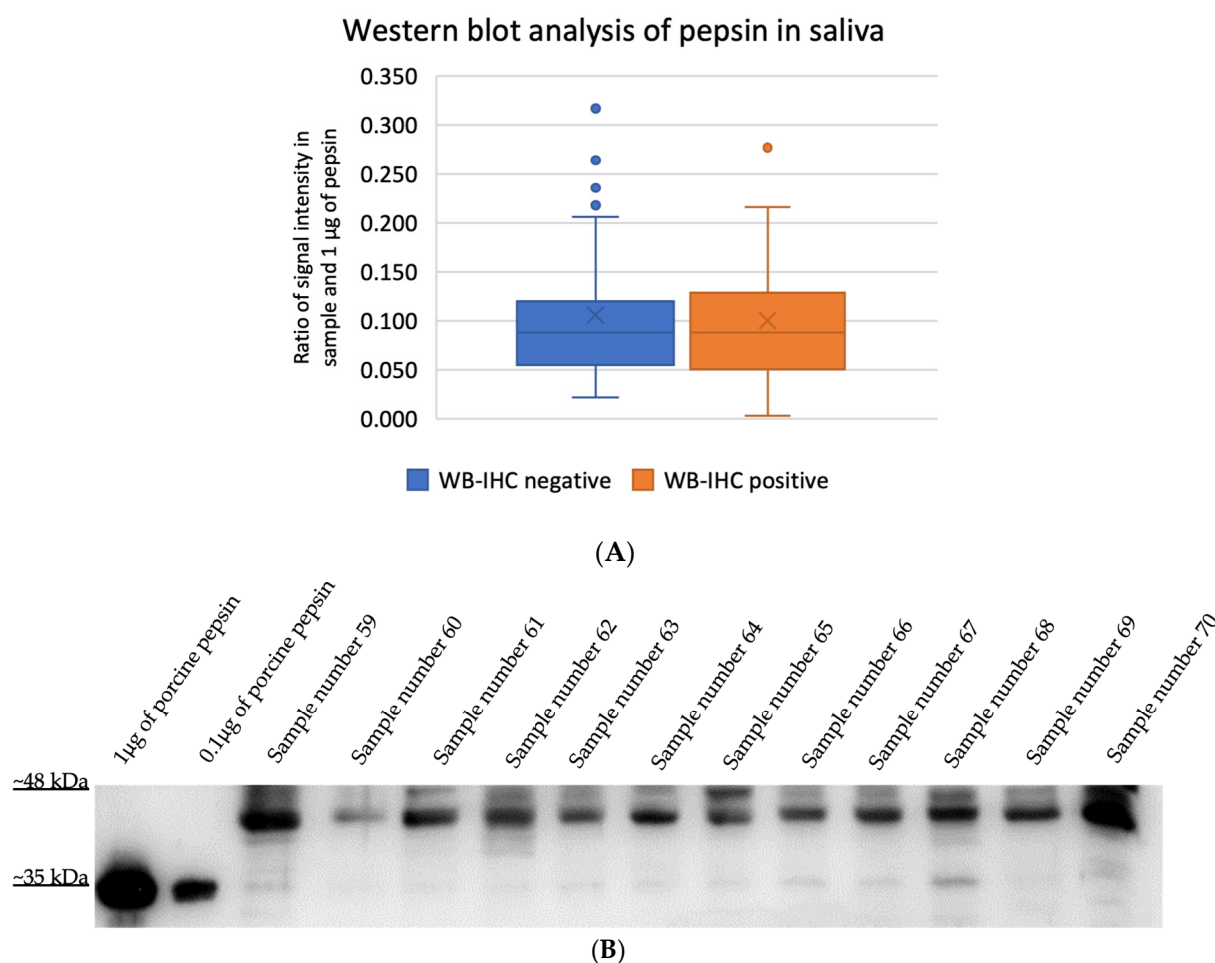 Western blot analysis of pepsin in saliva
Ratio of signal intensity in
sample and 1 µg of pepsin
0.350
0.300
0.250
0.200
0.150
0.100
0.050
0.000
WB-IHC negative
WB-IHC positive
(A)
1µg of porcine pepsin
0.1µg of porcine pepsin
Sample number 59
Sample number 60
Sample number 61
Sample number 62
Sample number 63
Sample number 64
Sample number 65
Sample number 66
Sample number 67
Sample number 68
Sample number 69
Sample number 70
~48 kDa
~35 kDa
(B)